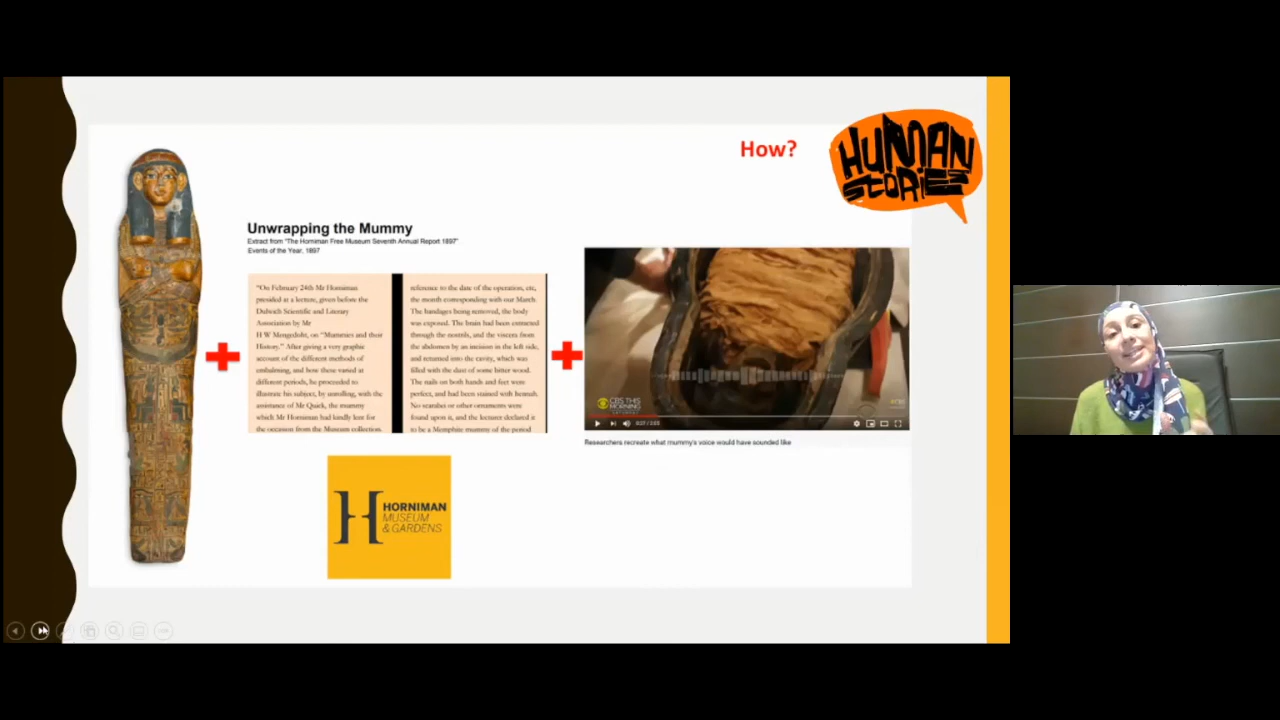 How?
HUMAN
STORIES
Unwrapping the Mummy
Extract from "The Horniman Free Museum Seventh Annual Report 1897"
Events of the Year, 1897
"On February 24th Mr Horniman
presided at a lecture, given before the
Dulwich Scientific and Literary
Association by Mr
H W Mengedoht, on "Mummies and their
History." After giving a very graphic
account of the different methods of
embalming, and how these varied at
different periods, he proceeded to
illustrate his subject, by unrolling, with the
assistance of Mr Quick, the mummy
which Mr Horniman had kindly lent for
the occasion from the Museum collection.
reference to the date of the operation, etc,
the month corresponding with our March.
The bandages being removed, the body
was exposed. The brain had been extracted
through the nostrils, and the viscera from
the abdomen by an incision in the left side,
and returned into the cavity, which was
filled with the dust of some bitter wood.
The nails on both hands and feet were
perfect, and had been stained with hennah.
No scarabs or other ornaments were
found upon it, and the lecturer declared it
to be a Memphite mummy of the period
CBS THIS
MORNING
SATURDAY
0:27 / 3:05
Researchers recreate what mummy's voice would have sounded like
HORNIMAN
MUSEUM
& GARDENS